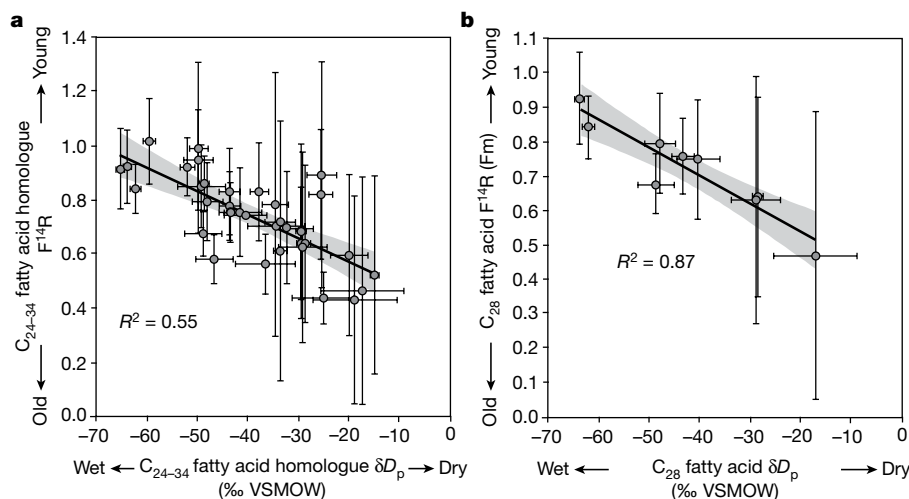 a
Old ← C₂₄₋₃₄ fatty acid homologue → Young
F¹⁴R
1.4
1.2
1.0
0.8
0.6
0.4
0.2
0.0
R² = 0.55
−70 −60 −50 −40 −30 −20 −10 0
Wet ← C₂₄₋₃₄ fatty acid homologue δDₚ → Dry
(‰ VSMOW)
b
Old ← C₂₈ fatty acid F¹⁴R (Fm) → Young
1.1
1.0
0.9
0.8
0.7
0.6
0.5
0.4
0.3
0.2
0.1
0.0
R² = 0.87
−70 −60 −50 −40 −30 −20 −10 0
Wet ← C₂₈ fatty acid δDₚ → Dry
(‰ VSMOW)